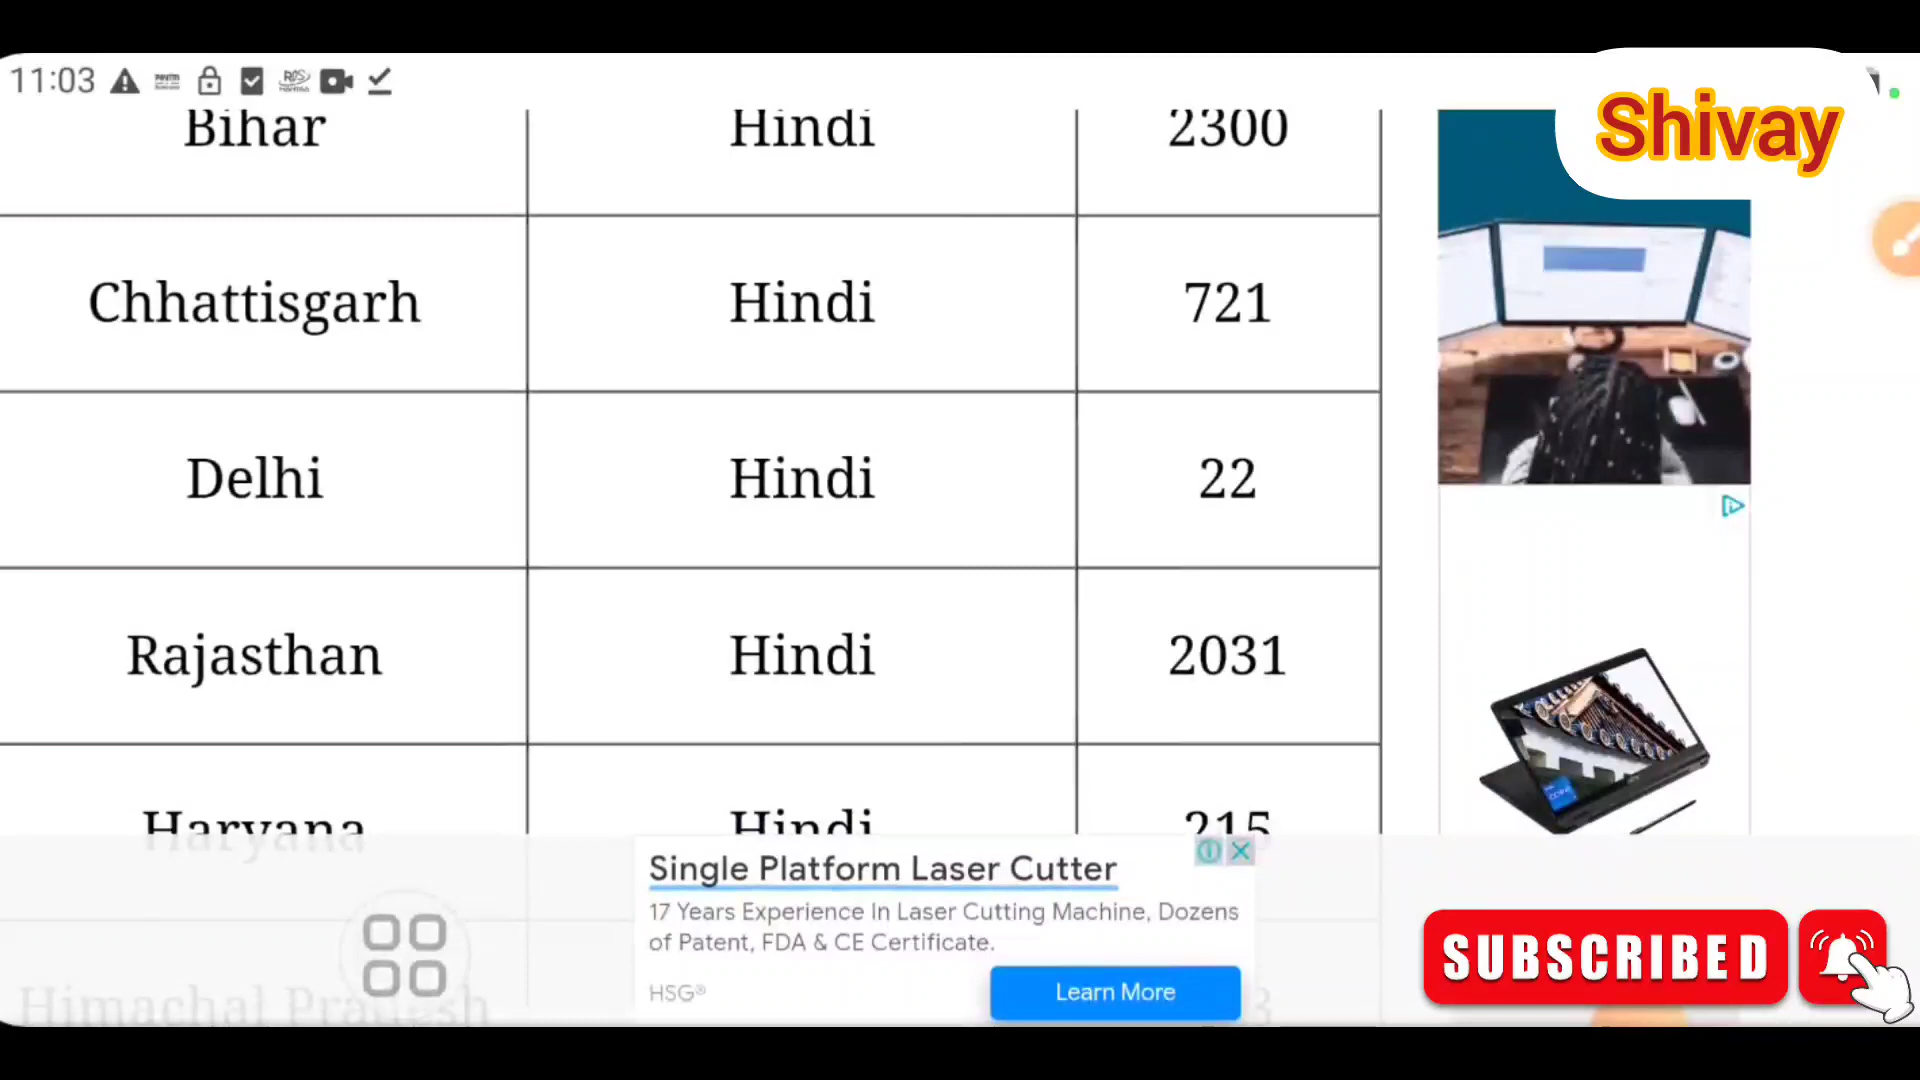 11:03
Shivay
Bihar Hindi 2300
Chhattisgarh Hindi 721
Delhi Hindi 22
Rajasthan Hindi 2031
Haryana Hindi 215
Single Platform Laser Cutter
17 Years Experience In Laser Cutting Machine, Dozens
of Patent, FDA & CE Certificate.
HSG®
Learn More
Himachal Pradesh
SUBSCRIBED